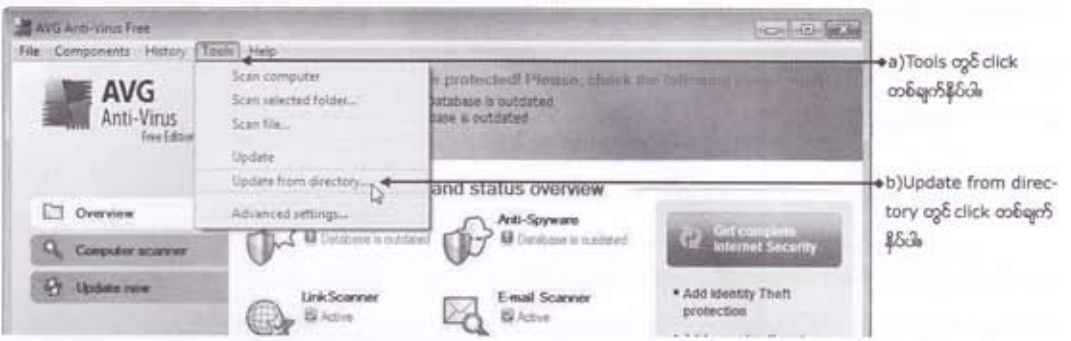 AVG Anti-Virus Free
File Components History Tools Help
AVG
Anti-Virus
Free Edition
Scan computer
Scan selected folder...
Scan file...
Update
Update from directory...
Advanced settings...
protected! Please, check the following
Database is outdated
base is outdated
and status overview
Overview
Computer scanner
Update now
Database is outdated
Anti-Spyware
Database is outdated
LinkScanner
Active
E-mail Scanner
Active
Get complete
Internet Security
• Add Identity Theft
protection
a)Tools တွင် click
တစ်ချက်နှိပ်ပါ။
b)Update from direc-
tory တွင် click တစ်ချက်
နှိပ်ပါ။